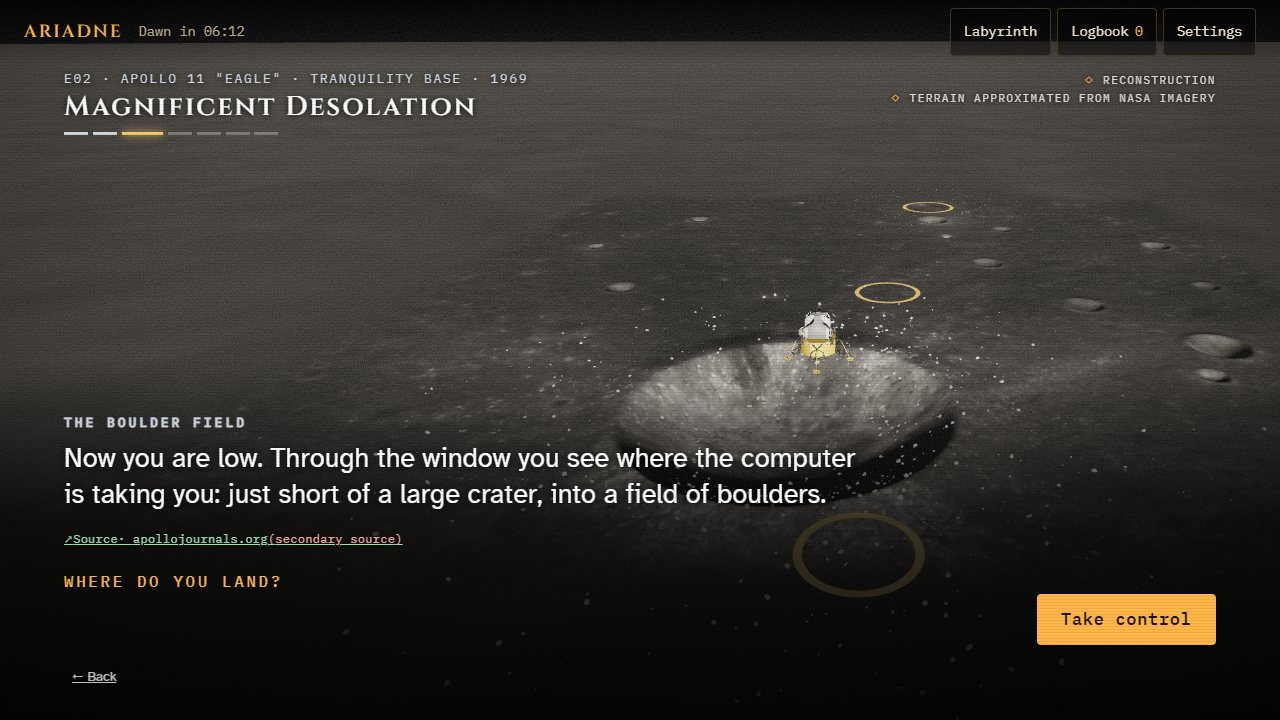 ARIADNE Dawn in 06:12 Labyrinth Logbook 0 Settings
E02 · APOLLO 11 "EAGLE" · TRANQUILITY BASE · 1969
MAGNIFICENT DESOLATION
◇ RECONSTRUCTION
◇ TERRAIN APPROXIMATED FROM NASA IMAGERY
THE BOULDER FIELD
Now you are low. Through the window you see where the computer
is taking you: just short of a large crater, into a field of boulders.
↗Source· apollojournals.org(secondary source)
WHERE DO YOU LAND?
Take control
← Back